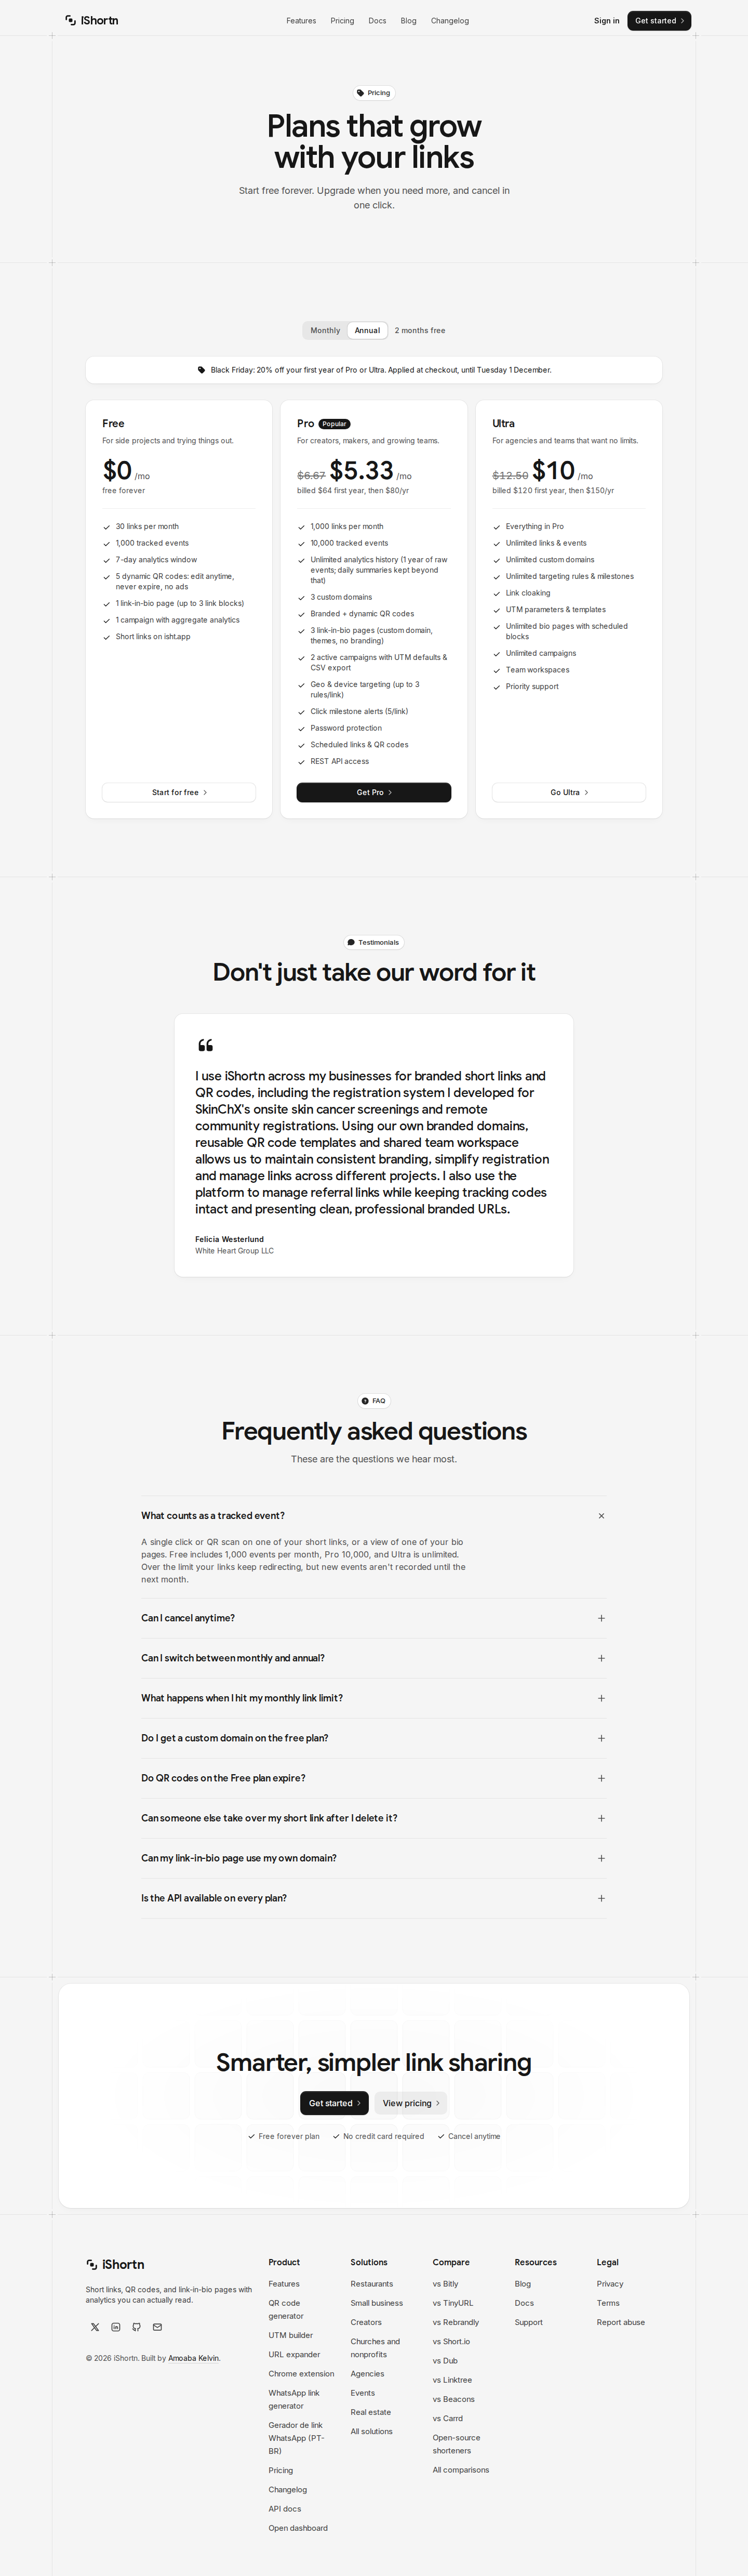 iShortn
Features Pricing Docs Blog Changelog
Sign in
Get started
Pricing
Plans that grow
with your links
Start free forever. Upgrade when you need more, and cancel in
one click.
Monthly Annual 2 months free
Black Friday: 20% off your first year of Pro or Ultra. Applied at checkout, until Tuesday 1 December.
Free
For side projects and trying things out.
$0 /mo
free forever
30 links per month
1,000 tracked events
7-day analytics window
5 dynamic QR codes: edit anytime,
never expire, no ads
1 link-in-bio page (up to 3 link blocks)
1 campaign with aggregate analytics
Short links on isht.app
Start for free
Pro Popular
For creators, makers, and growing teams.
$6.67 $5.33 /mo
billed $64 first year, then $80/yr
1,000 links per month
10,000 tracked events
Unlimited analytics history (1 year of raw
events; daily summaries kept beyond
that)
3 custom domains
Branded + dynamic QR codes
3 link-in-bio pages (custom domain,
themes, no branding)
2 active campaigns with UTM defaults &
CSV export
Geo & device targeting (up to 3
rules/link)
Click milestone alerts (5/link)
Password protection
Scheduled links & QR codes
REST API access
Get Pro
Ultra
For agencies and teams that want no limits.
$12.50 $10 /mo
billed $120 first year, then $150/yr
Everything in Pro
Unlimited links & events
Unlimited custom domains
Unlimited targeting rules & milestones
Link cloaking
UTM parameters & templates
Unlimited bio pages with scheduled
blocks
Unlimited campaigns
Team workspaces
Priority support
Go Ultra
Testimonials
Don't just take our word for it
I use iShortn across my businesses for branded short links and
QR codes, including the registration system I developed for
SkinChX's onsite skin cancer screenings and remote
community registrations. Using our own branded domains,
reusable QR code templates and shared team workspace
allows us to maintain consistent branding, simplify registration
and manage links across different projects. I also use the
platform to manage referral links while keeping tracking codes
intact and presenting clean, professional branded URLs.
Felicia Westerlund
White Heart Group LLC
FAQ
Frequently asked questions
These are the questions we hear most.
What counts as a tracked event?
A single click or QR scan on one of your short links, or a view of one of your bio
pages. Free includes 1,000 events per month, Pro 10,000, and Ultra is unlimited.
Over the limit your links keep redirecting, but new events aren't recorded until the
next month.
Can I cancel anytime?
Can I switch between monthly and annual?
What happens when I hit my monthly link limit?
Do I get a custom domain on the free plan?
Do QR codes on the Free plan expire?
Can someone else take over my short link after I delete it?
Can my link-in-bio page use my own domain?
Is the API available on every plan?
Smarter, simpler link sharing
Get started
View pricing
Free forever plan
No credit card required
Cancel anytime
iShortn
Short links, QR codes, and link-in-bio pages with
analytics you can actually read.
© 2026 iShortn. Built by Amoaba Kelvin.
Product
Features
QR code
generator
UTM builder
URL expander
Chrome extension
WhatsApp link
generator
Gerador de link
WhatsApp (PT-
BR)
Pricing
Changelog
API docs
Open dashboard
Solutions
Restaurants
Small business
Creators
Churches and
nonprofits
Agencies
Events
Real estate
All solutions
Compare
vs Bitly
vs TinyURL
vs Rebrandly
vs Short.io
vs Dub
vs Linktree
vs Beacons
vs Carrd
Open-source
shorteners
All comparisons
Resources
Blog
Docs
Support
Legal
Privacy
Terms
Report abuse